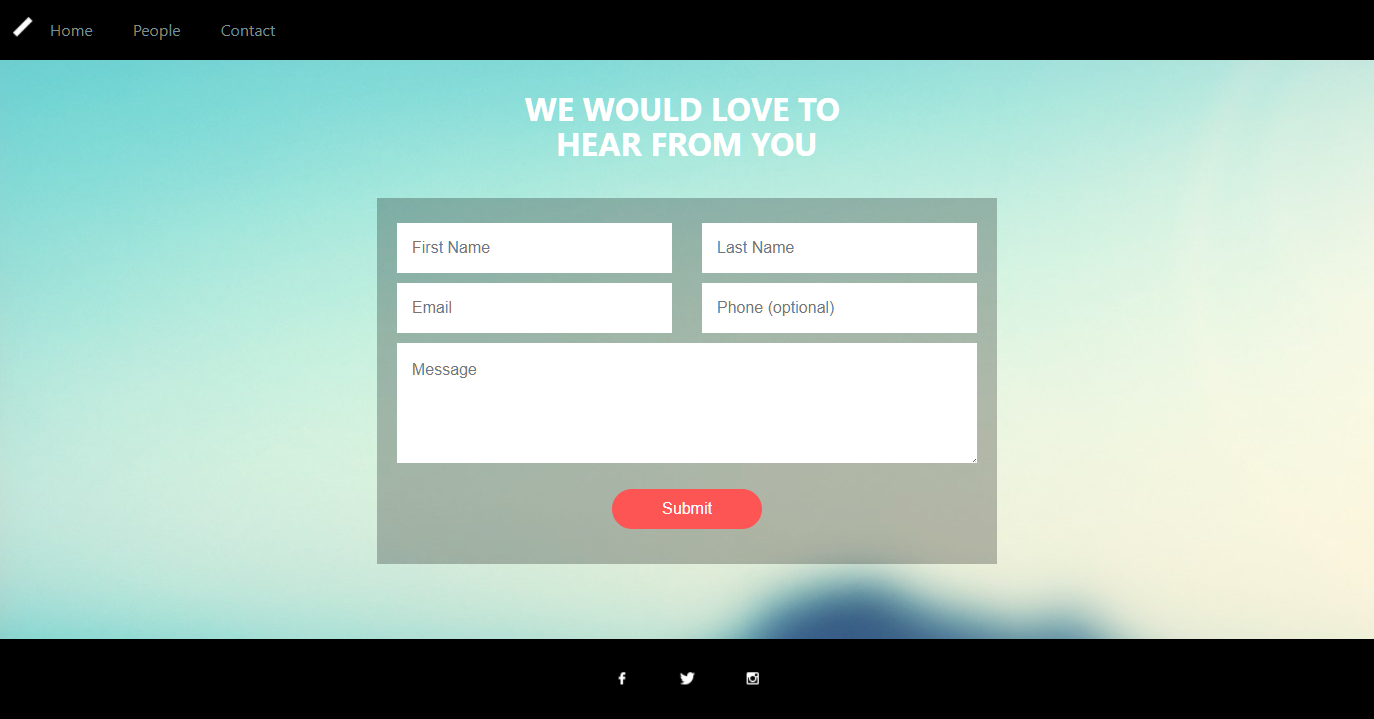 Home People Contact
WE WOULD LOVE TO
HEAR FROM YOU
First Name Last Name
Email Phone (optional)
Message
Submit